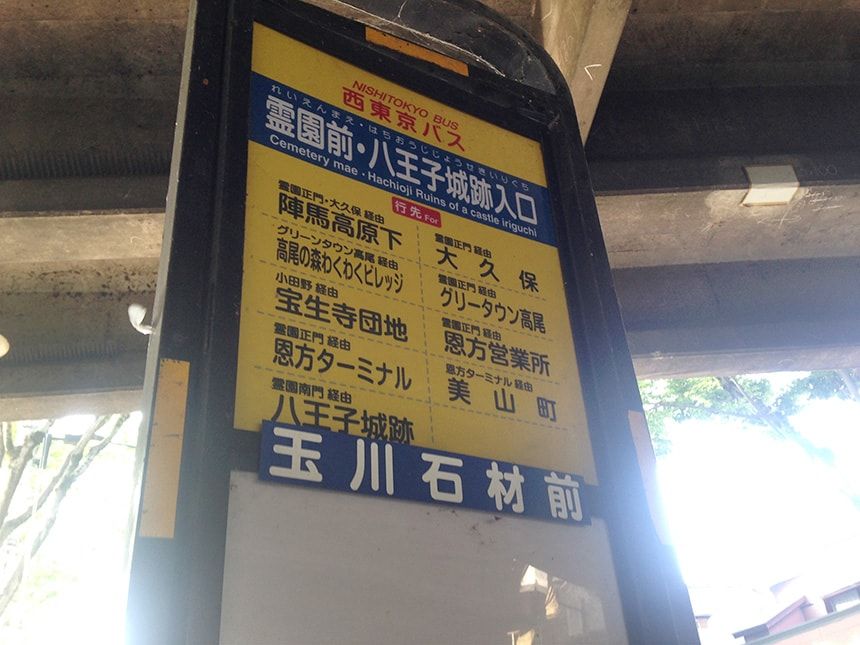 NISHITOKYO BUS
西東京バス
れいえんまえ・はちおうじじょうせきいりぐち
霊園前・八王子城跡入口
Cemetery mae・Hachioji Ruins of a castle iriguchi
行先 For
霊園正門・大久保 経由
陣馬高原下
グリーンタウン高尾 経由
高尾の森わくわくビレッジ
小田野 経由
宝生寺団地
霊園正門 経由
恩方ターミナル
霊園南門 経由
八王子城跡
霊園正門 経由
大久保
霊園正門 経由
グリータウン高尾
霊園正門 経由
恩方営業所
恩方ターミナル 経由
美山町
玉川石材前